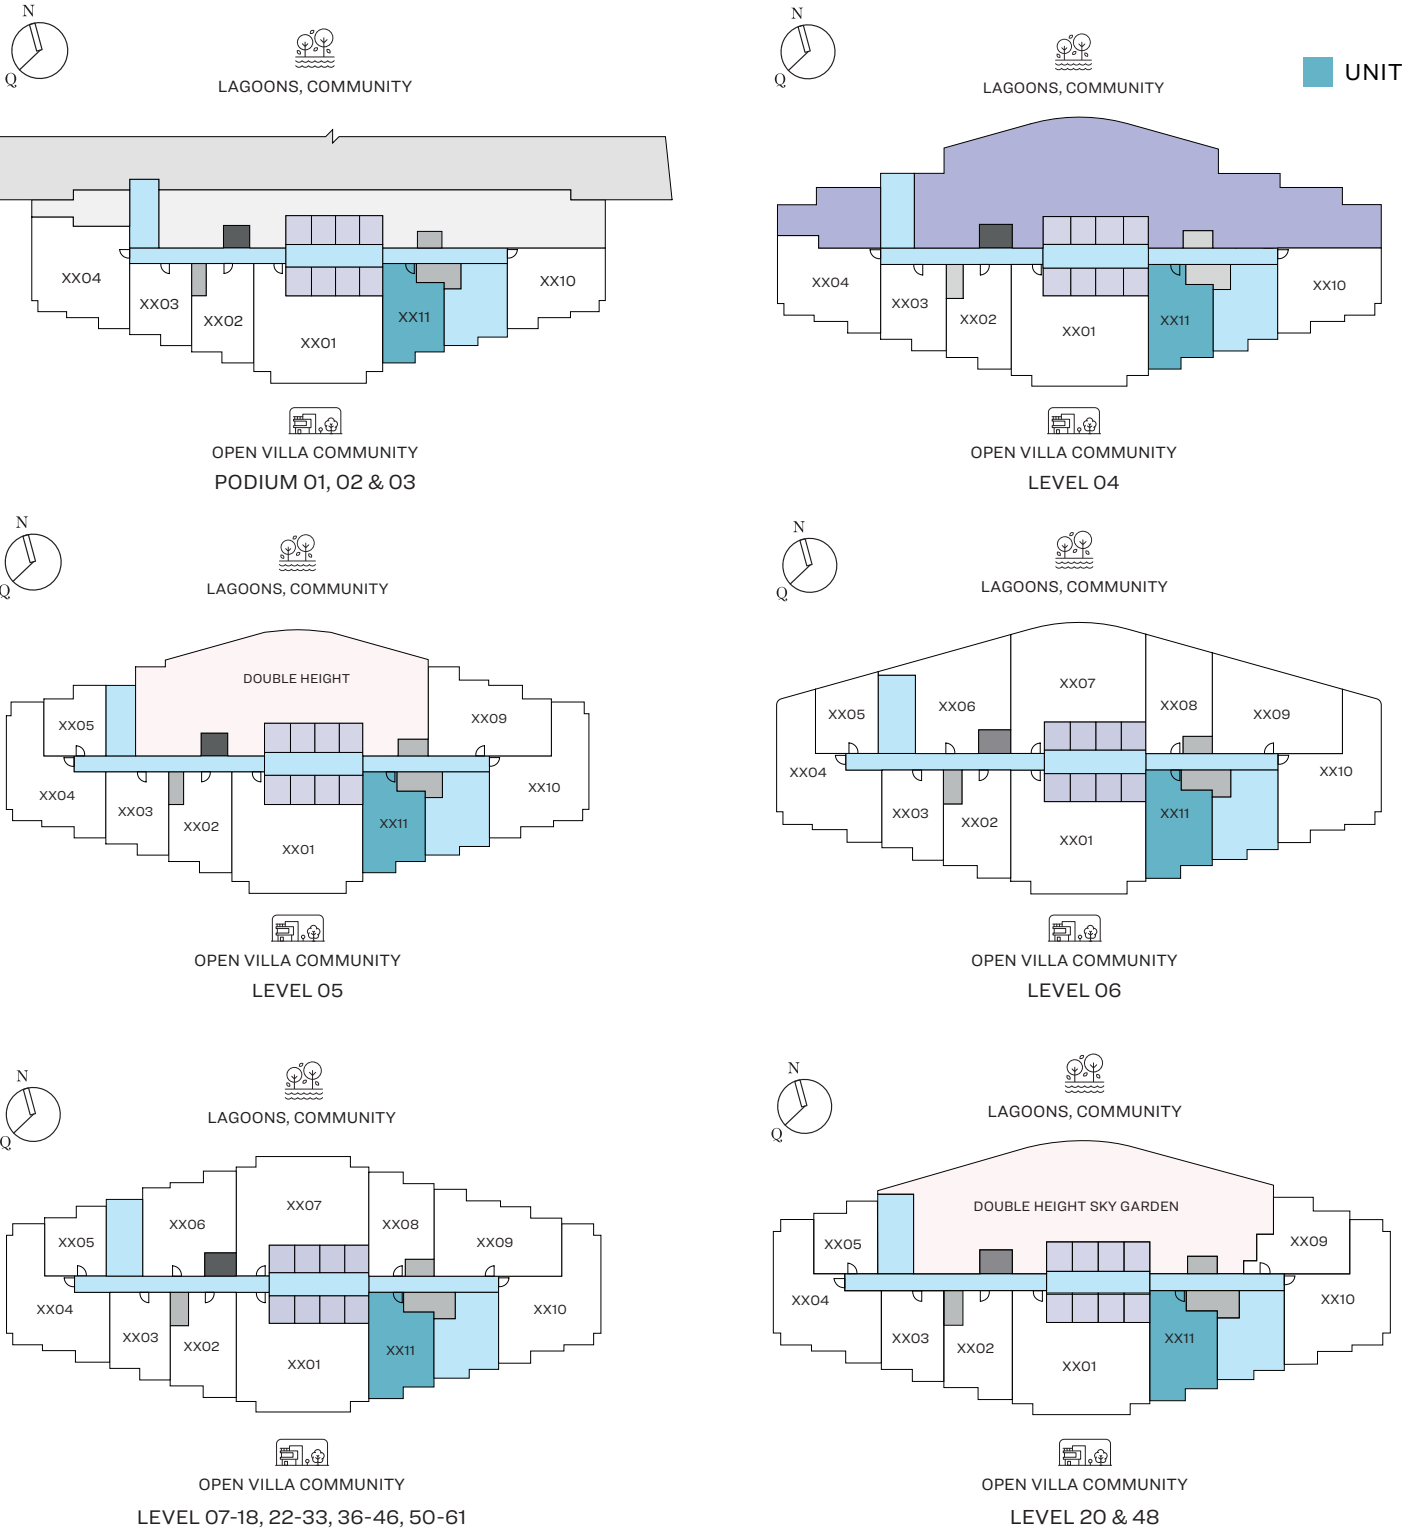 N
Q
LAGOONS, COMMUNITY
XX04
XX03
XX02
XX01
XX11
XX10
OPEN VILLA COMMUNITY
PODIUM 01, 02 & 03
N
Q
LAGOONS, COMMUNITY
UNIT
XX04
XX03
XX02
XX01
XX11
XX10
OPEN VILLA COMMUNITY
LEVEL 04
N
Q
LAGOONS, COMMUNITY
DOUBLE HEIGHT
XX05
XX09
XX04
XX03
XX02
XX01
XX11
XX10
OPEN VILLA COMMUNITY
LEVEL 05
N
Q
LAGOONS, COMMUNITY
XX05
XX06
XX07
XX08
XX09
XX04
XX03
XX02
XX01
XX11
XX10
OPEN VILLA COMMUNITY
LEVEL 06
N
Q
LAGOONS, COMMUNITY
XX05
XX06
XX07
XX08
XX09
XX04
XX03
XX02
XX01
XX11
XX10
OPEN VILLA COMMUNITY
LEVEL 07-18, 22-33, 36-46, 50-61
N
Q
LAGOONS, COMMUNITY
DOUBLE HEIGHT SKY GARDEN
XX05
XX09
XX04
XX03
XX02
XX01
XX11
XX10
OPEN VILLA COMMUNITY
LEVEL 20 & 48